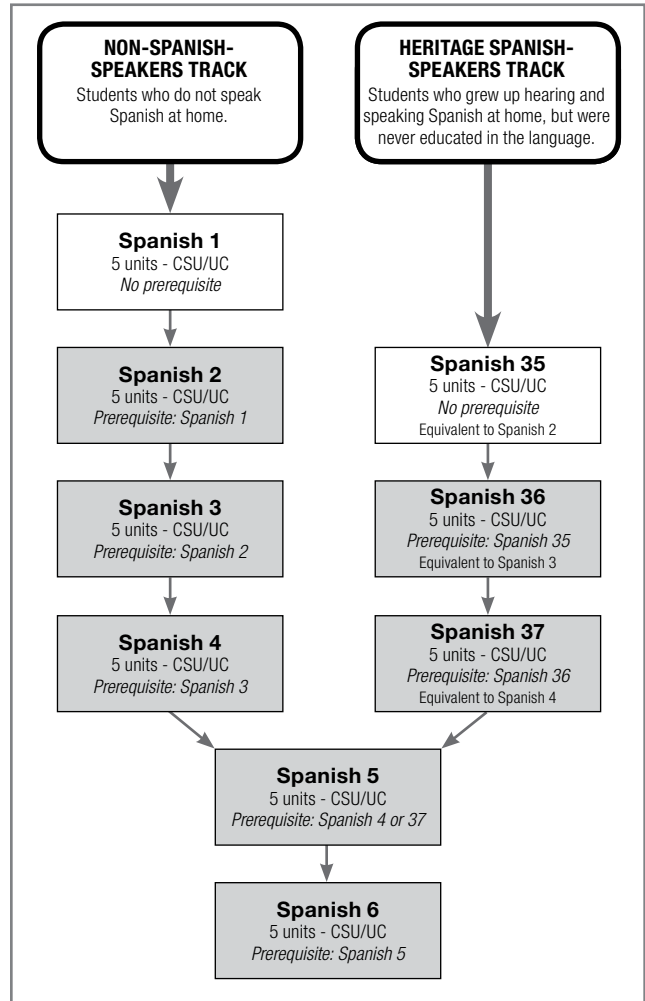 NON-SPANISH-
SPEAKERS TRACK
Students who do not speak
Spanish at home.
HERITAGE SPANISH-
SPEAKERS TRACK
Students who grew up hearing and
speaking Spanish at home, but were
never educated in the language.
Spanish 1
5 units - CSU/UC
No prerequisite
Spanish 2
5 units - CSU/UC
Prerequisite: Spanish 1
Spanish 35
5 units - CSU/UC
No prerequisite
Equivalent to Spanish 2
Spanish 3
5 units - CSU/UC
Prerequisite: Spanish 2
Spanish 36
5 units - CSU/UC
Prerequisite: Spanish 35
Equivalent to Spanish 3
Spanish 4
5 units - CSU/UC
Prerequisite: Spanish 3
Spanish 37
5 units - CSU/UC
Prerequisite: Spanish 36
Equivalent to Spanish 4
Spanish 5
5 units - CSU/UC
Prerequisite: Spanish 4 or 37
Spanish 6
5 units - CSU/UC
Prerequisite: Spanish 5